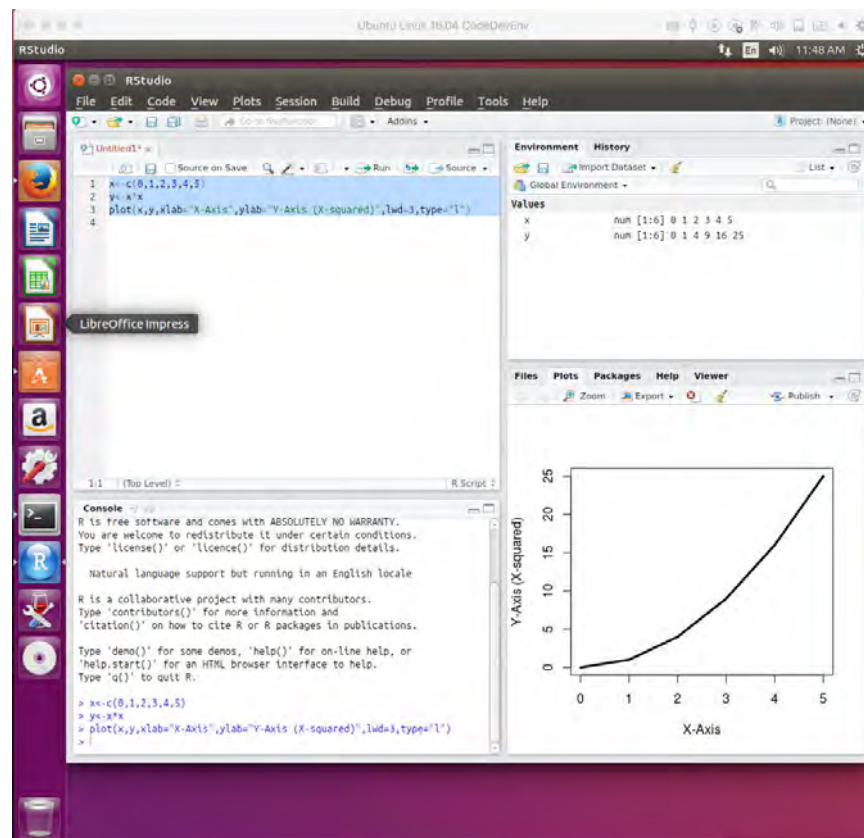 Ubuntu Linux 16.04 CodeDevEnv
RStudio
En
11:48 AM
RStudio
File Edit Code View Plots Session Build Debug Profile Tools Help
Go to file/function
Addins
Project: (None)
Untitled1*
Source on Save
Run
Source
1 x<-c(0,1,2,3,4,5)
2 y<-x*x
3 plot(x,y,xlab="X-Axis",ylab="Y-Axis (X-squared)",lwd=3,type="l")
4
LibreOffice Impress
1:1 (Top Level)
R Script
Console ~/
R is free software and comes with ABSOLUTELY NO WARRANTY.
You are welcome to redistribute it under certain conditions.
Type 'license()' or 'licence()' for distribution details.
Natural language support but running in an English locale
R is a collaborative project with many contributors.
Type 'contributors()' for more information and
'citation()' on how to cite R or R packages in publications.
Type 'demo()' for some demos, 'help()' for on-line help, or
'help.start()' for an HTML browser interface to help.
Type 'q()' to quit R.
> x<-c(0,1,2,3,4,5)
> y<-x*x
> plot(x,y,xlab="X-Axis",ylab="Y-Axis (X-squared)",lwd=3,type="l")
>
Environment History
Import Dataset
List
Global Environment
Values
x num [1:6] 0 1 2 3 4 5
y num [1:6] 0 1 4 9 16 25
Files Plots Packages Help Viewer
Zoom Export Publish
Y-Axis (X-squared)
25
20
15
10
5
0
0 1 2 3 4 5
X-Axis